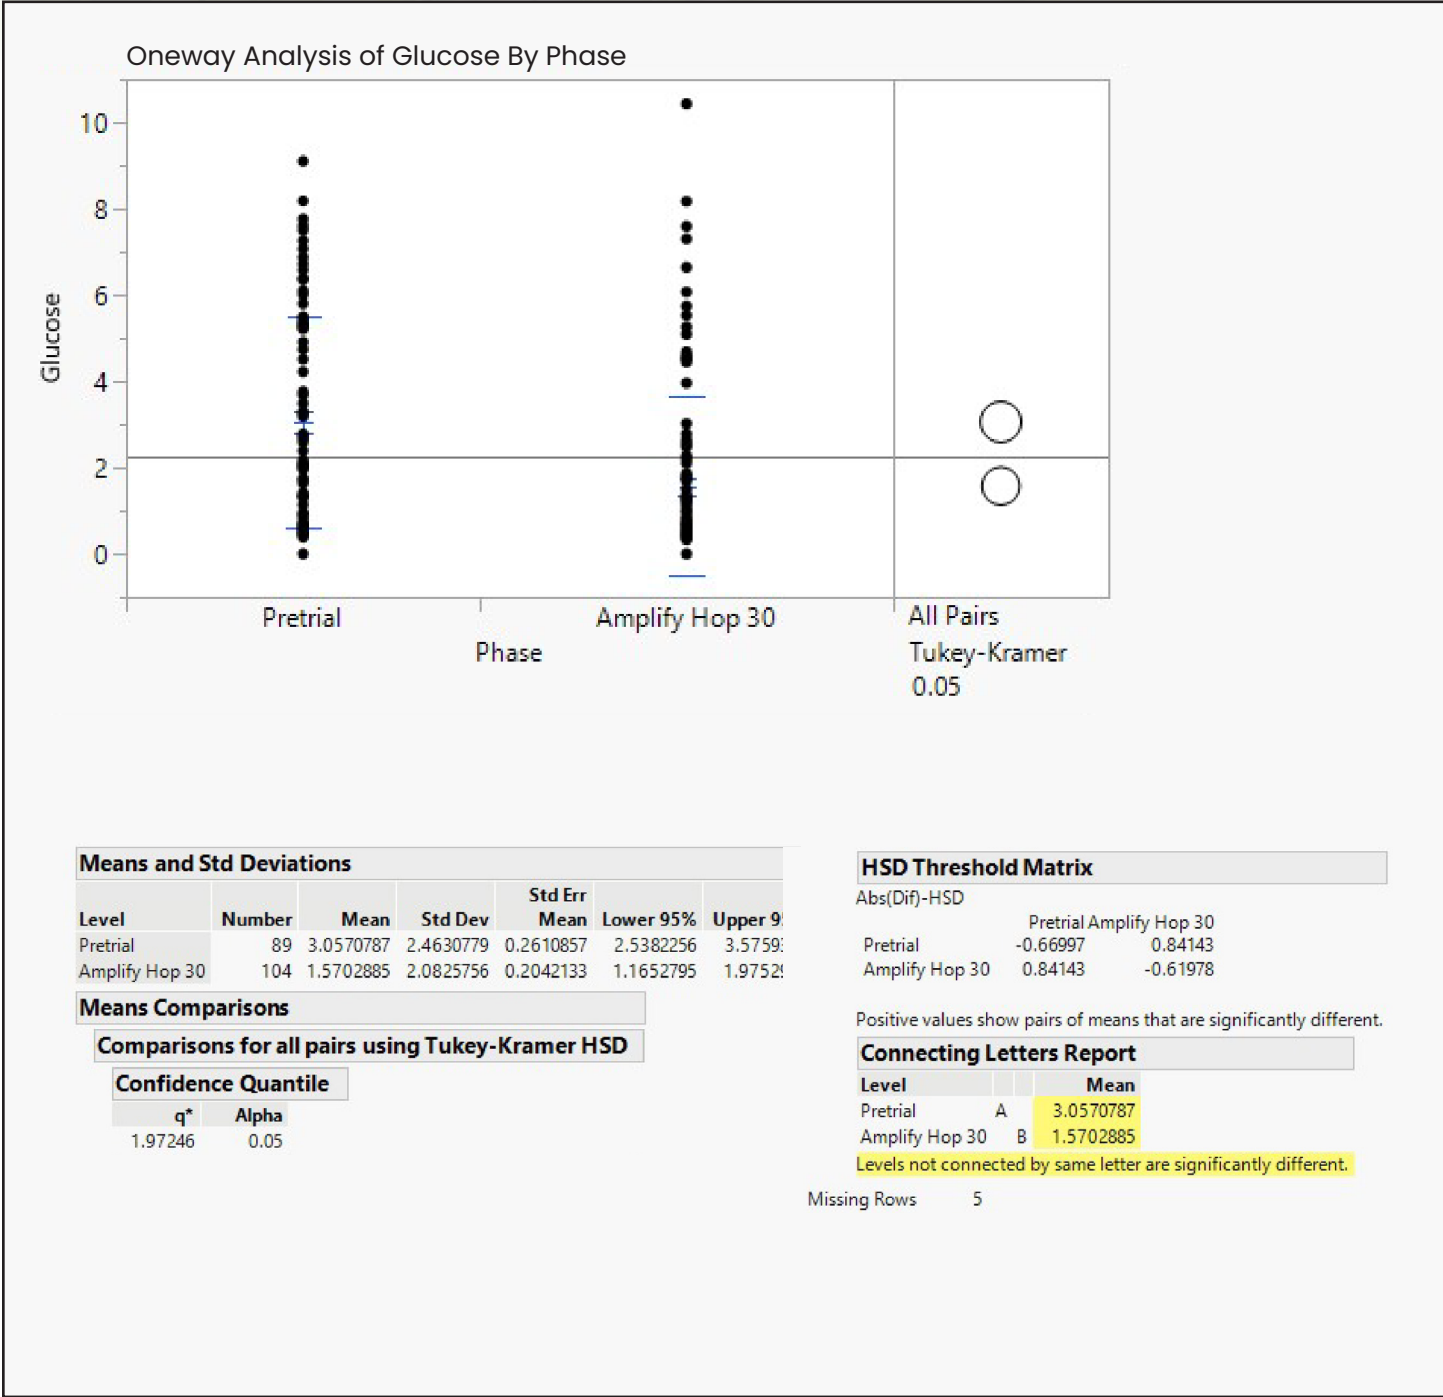 Oneway Analysis of Glucose By Phase
10
8
6
4
2
0
Glucose
Pretrial
Amplify Hop 30
Phase
All Pairs
Tukey-Kramer
0.05
Means and Std Deviations
Std Err
Level Number Mean Std Dev Mean Lower 95% Upper 9
Pretrial 89 3.0570787 2.4630779 0.2610857 2.5382256 3.5759
Amplify Hop 30 104 1.5702885 2.0825756 0.2042133 1.1652795 1.9752
Means Comparisons
Comparisons for all pairs using Tukey-Kramer HSD
Confidence Quantile
q* Alpha
1.97246 0.05
HSD Threshold Matrix
Abs(Dif)-HSD
Pretrial Amplify Hop 30
Pretrial -0.66997 0.84143
Amplify Hop 30 0.84143 -0.61978
Positive values show pairs of means that are significantly different.
Connecting Letters Report
Level Mean
Pretrial A 3.0570787
Amplify Hop 30 B 1.5702885
Levels not connected by same letter are significantly different.
Missing Rows 5